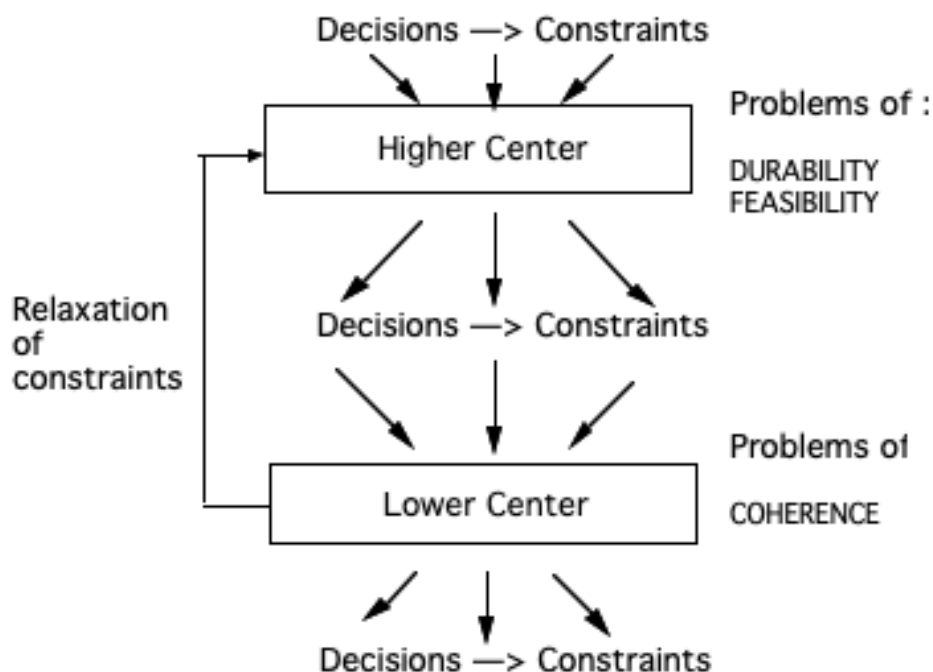 Decisions —> Constraints
Problems of :
Higher Center
DURABILITY
FEASIBILITY
Relaxation
of
constraints
Decisions —> Constraints
Problems of
Lower Center
COHERENCE
Decisions —> Constraints